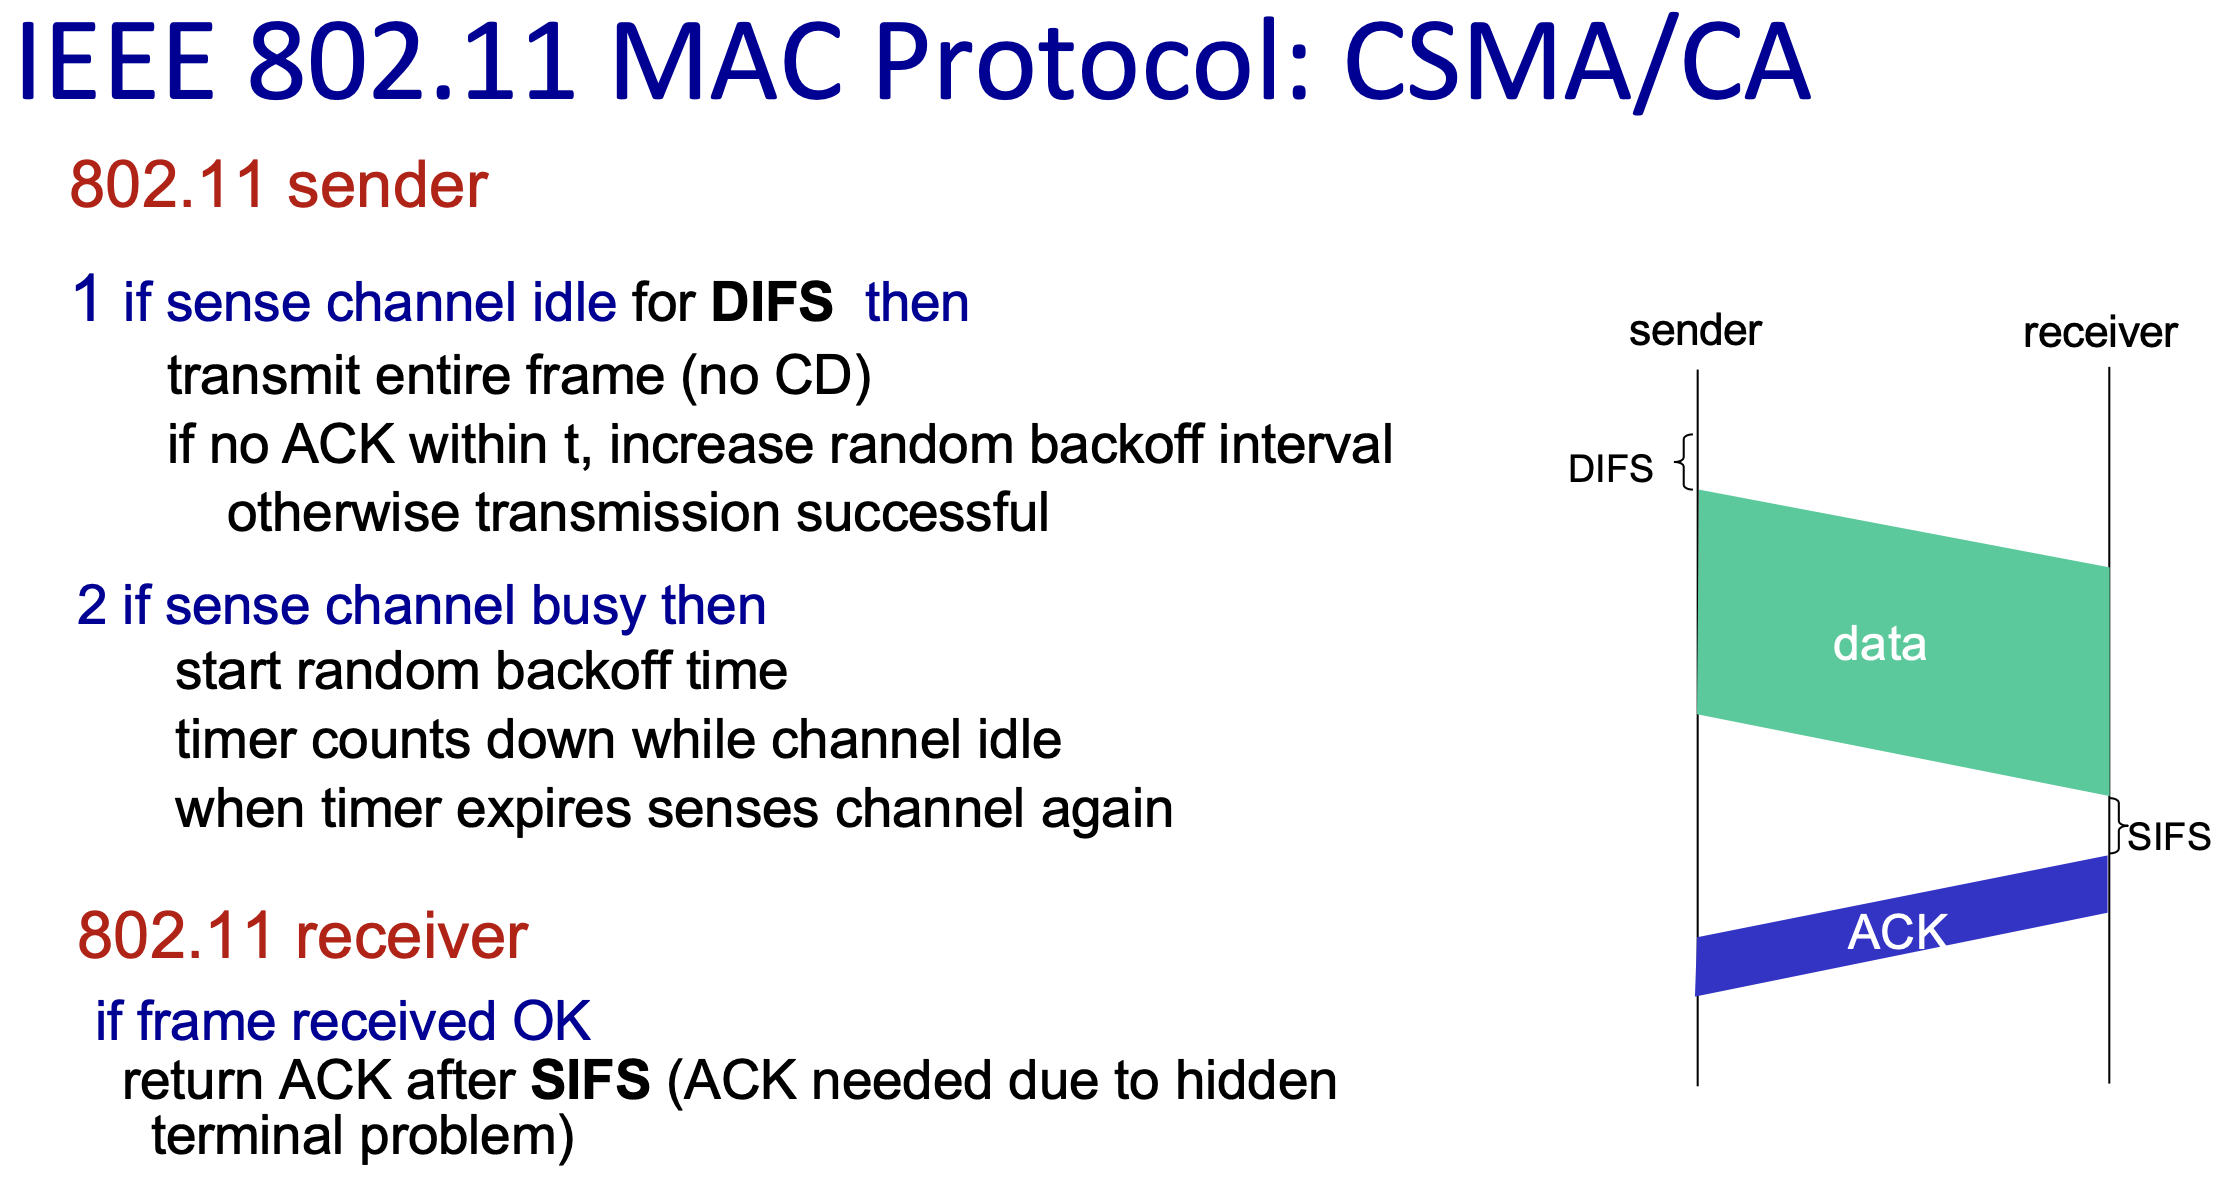 IEEE 802.11 MAC Protocol: CSMA/CA
802.11 sender
1 if sense channel idle for DIFS then
transmit entire frame (no CD)
if no ACK within t, increase random backoff interval
otherwise transmission successful
2 if sense channel busy then
start random backoff time
timer counts down while channel idle
when timer expires senses channel again
802.11 receiver
if frame received OK
return ACK after SIFS (ACK needed due to hidden
terminal problem)
sender
receiver
DIFS
data
SIFS
ACK